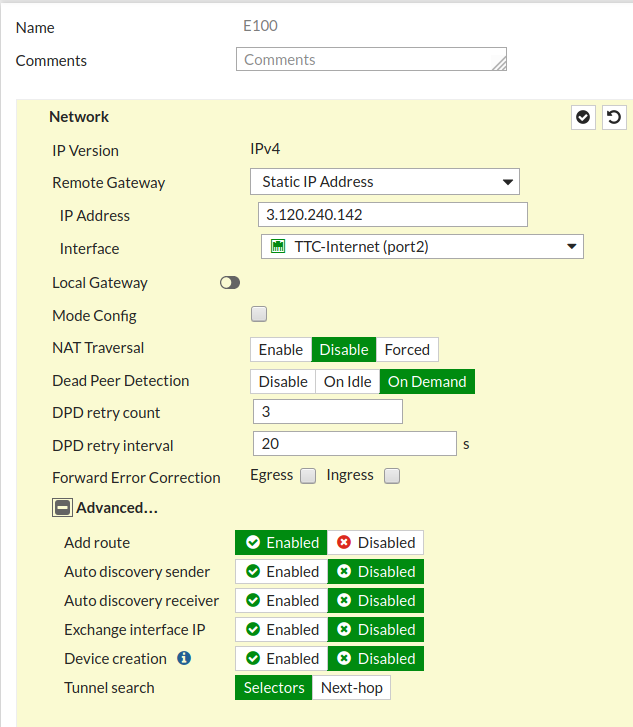 Name E100
Comments Comments
Network
IP Version IPv4
Remote Gateway Static IP Address
IP Address 3.120.240.142
Interface TTC-Internet (port2)
Local Gateway
Mode Config
NAT Traversal Enable Disable Forced
Dead Peer Detection Disable On Idle On Demand
DPD retry count 3
DPD retry interval 20 s
Forward Error Correction Egress Ingress
Advanced...
Add route Enabled Disabled
Auto discovery sender Enabled Disabled
Auto discovery receiver Enabled Disabled
Exchange interface IP Enabled Disabled
Device creation Enabled Disabled
Tunnel search Selectors Next-hop